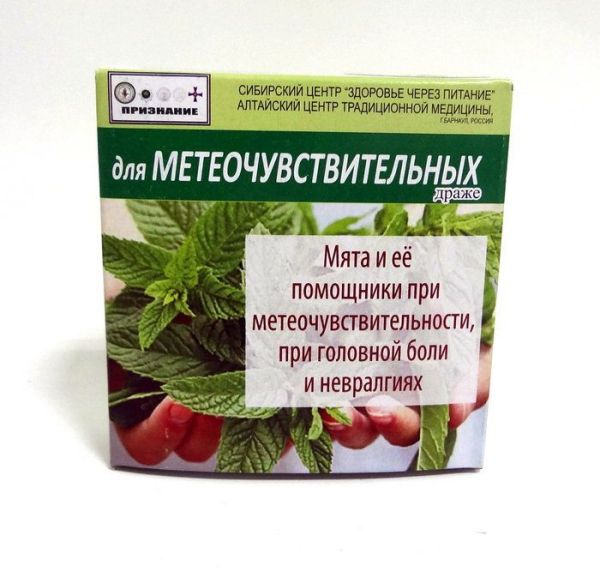 ПРИЗНАНИЕ
СИБИРСКИЙ ЦЕНТР "ЗДОРОВЬЕ ЧЕРЕЗ ПИТАНИЕ"
АЛТАЙСКИЙ ЦЕНТР ТРАДИЦИОННОЙ МЕДИЦИНЫ,
Г.БАРНАУЛ, РОССИЯ
для МЕТЕОЧУВСТВИТЕЛЬНЫХ
драже
Мята и её
помощники при
метеочувствительности,
при головной боли
и невралгиях